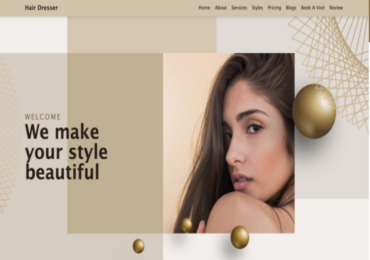 Hair Dresser
Home About Services Styles Pricing Blogs Book A Visit Review
WELCOME
We make
your style
beautiful